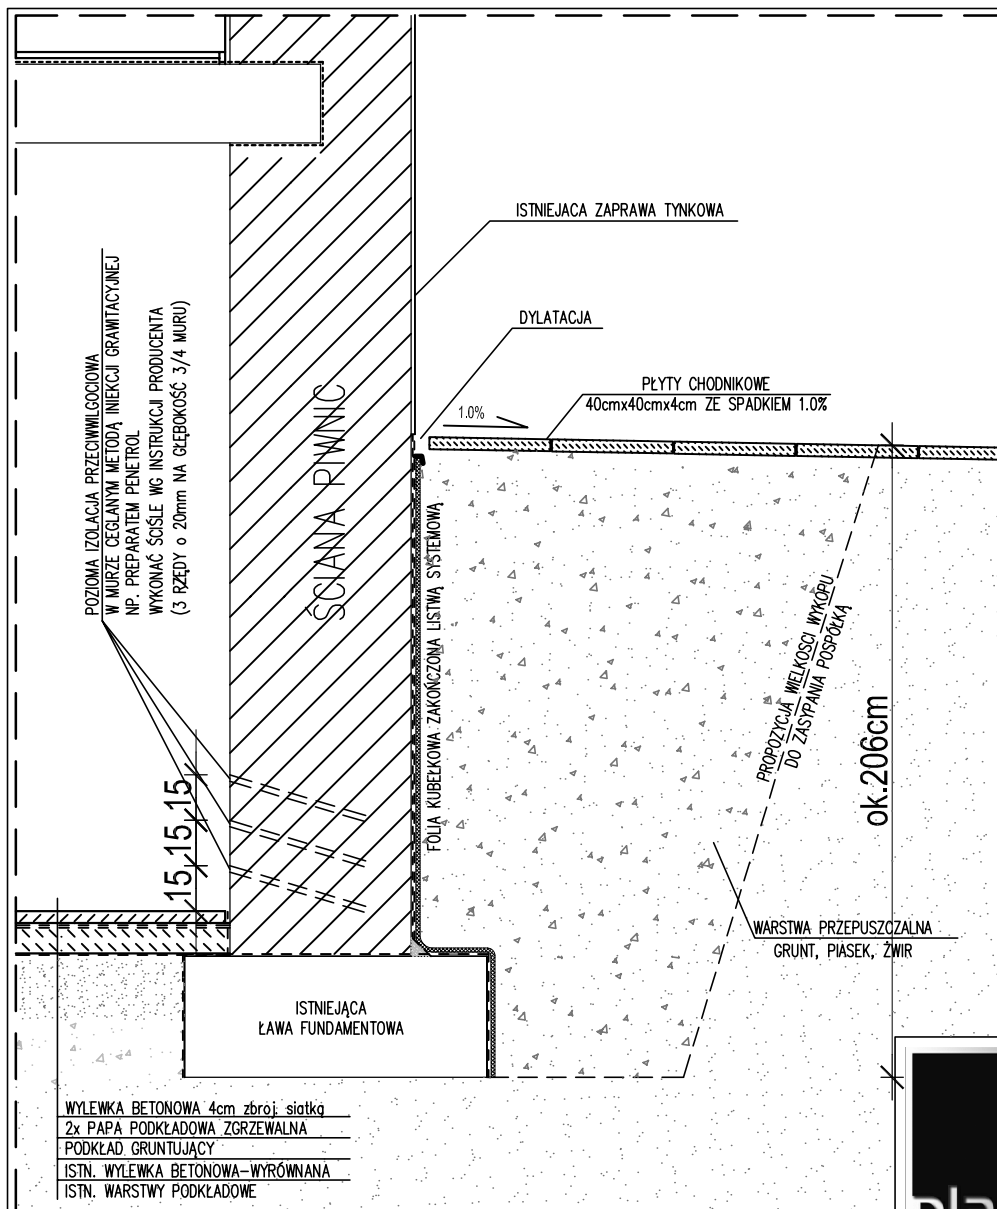 ISTNIEJACA ZAPRAWA TYNKOWA
DYLATACJA
PŁYTY CHODNIKOWE
40cmx40cmx4cm ZE SPADKIEM 1.0%
1.0%
POZIOMA IZOLACJA PRZECIWWILGOCIOWA
W MURZE CEGLANYM METODĄ INIEKCJI GRAWITACYJNEJ
NP. PREPARATEM PENETROL
WYKONAĆ ŚCIŚLE WG INSTRUKCJI PRODUCENTA
(3 RZĘDY o 20mm NA GŁĘBOKOŚĆ 3/4 MURU)
ŚCIANA PIWNIC
FOLIA KUBEŁKOWA ZAKOŃCZONA LISTWĄ SYSTEMOWĄ
PROPOZYCJA WIELKOSCI WYKOPU
DO ZASYPANIA POSPÓŁKĄ
ok.206cm
15
15
15
WARSTWA PRZEPUSZCZALNA
GRUNT, PIASEK, ŻWIR
ISTNIEJĄCA
ŁAWA FUNDAMENTOWA
WYLEWKA BETONOWA 4cm zbroj. siatką
2x PAPA PODKŁADOWA ZGRZEWALNA
PODKŁAD GRUNTUJĄCY
ISTN. WYLEWKA BETONOWA-WYRÓWNANA
ISTN. WARSTWY PODKŁADOWE